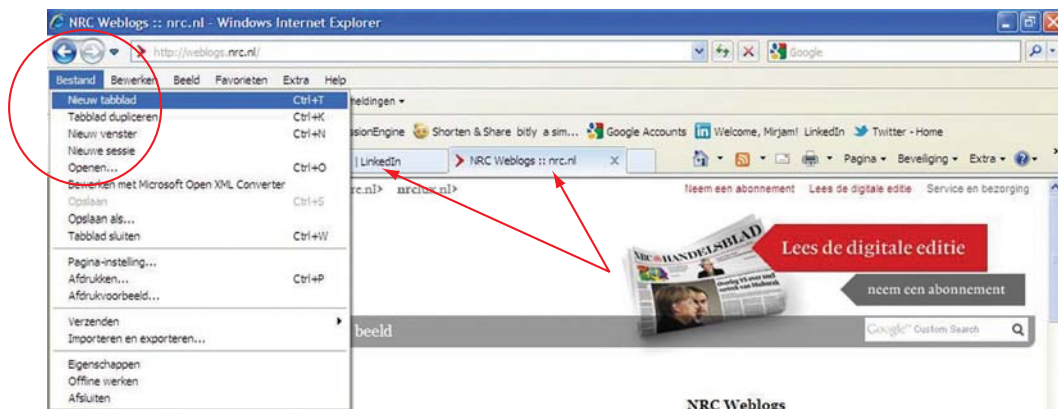 NRC Weblogs :: nrc.nl - Windows Internet Explorer
http://weblogs.nrc.nl/
Google
Bestand Bewerken Beeld Favorieten Extra Help
Nieuw tabblad Ctrl+T
Tabblad dupliceren Ctrl+K
Nieuw venster Ctrl+N
Nieuwe sessie
Openen... Ctrl+O
Bewerken met Microsoft Open XML Converter
Opslaan Ctrl+S
Opslaan als...
Tabblad sluiten Ctrl+W
Pagina-instelling...
Afdrukken... Ctrl+P
Afdrukvoorbeeld...
Verzenden
Importeren en exporteren...
Eigenschappen
Offline werken
Afsluiten
heldingen
ssionEngine Shorten & Share bitly a sim... Google Accounts Welcome, Mirjam! LinkedIn Twitter - Home
| LinkedIn NRC Weblogs :: nrc.nl X Pagina Beveiliging Extra
rc.nl> nrclux.nl> Neem een abonnement Lees de digitale editie Service en bezorging
NRC HANDELSBLAD
Lees de digitale editie
neem een abonnement
beeld Google™ Custom Search
NRC Weblogs